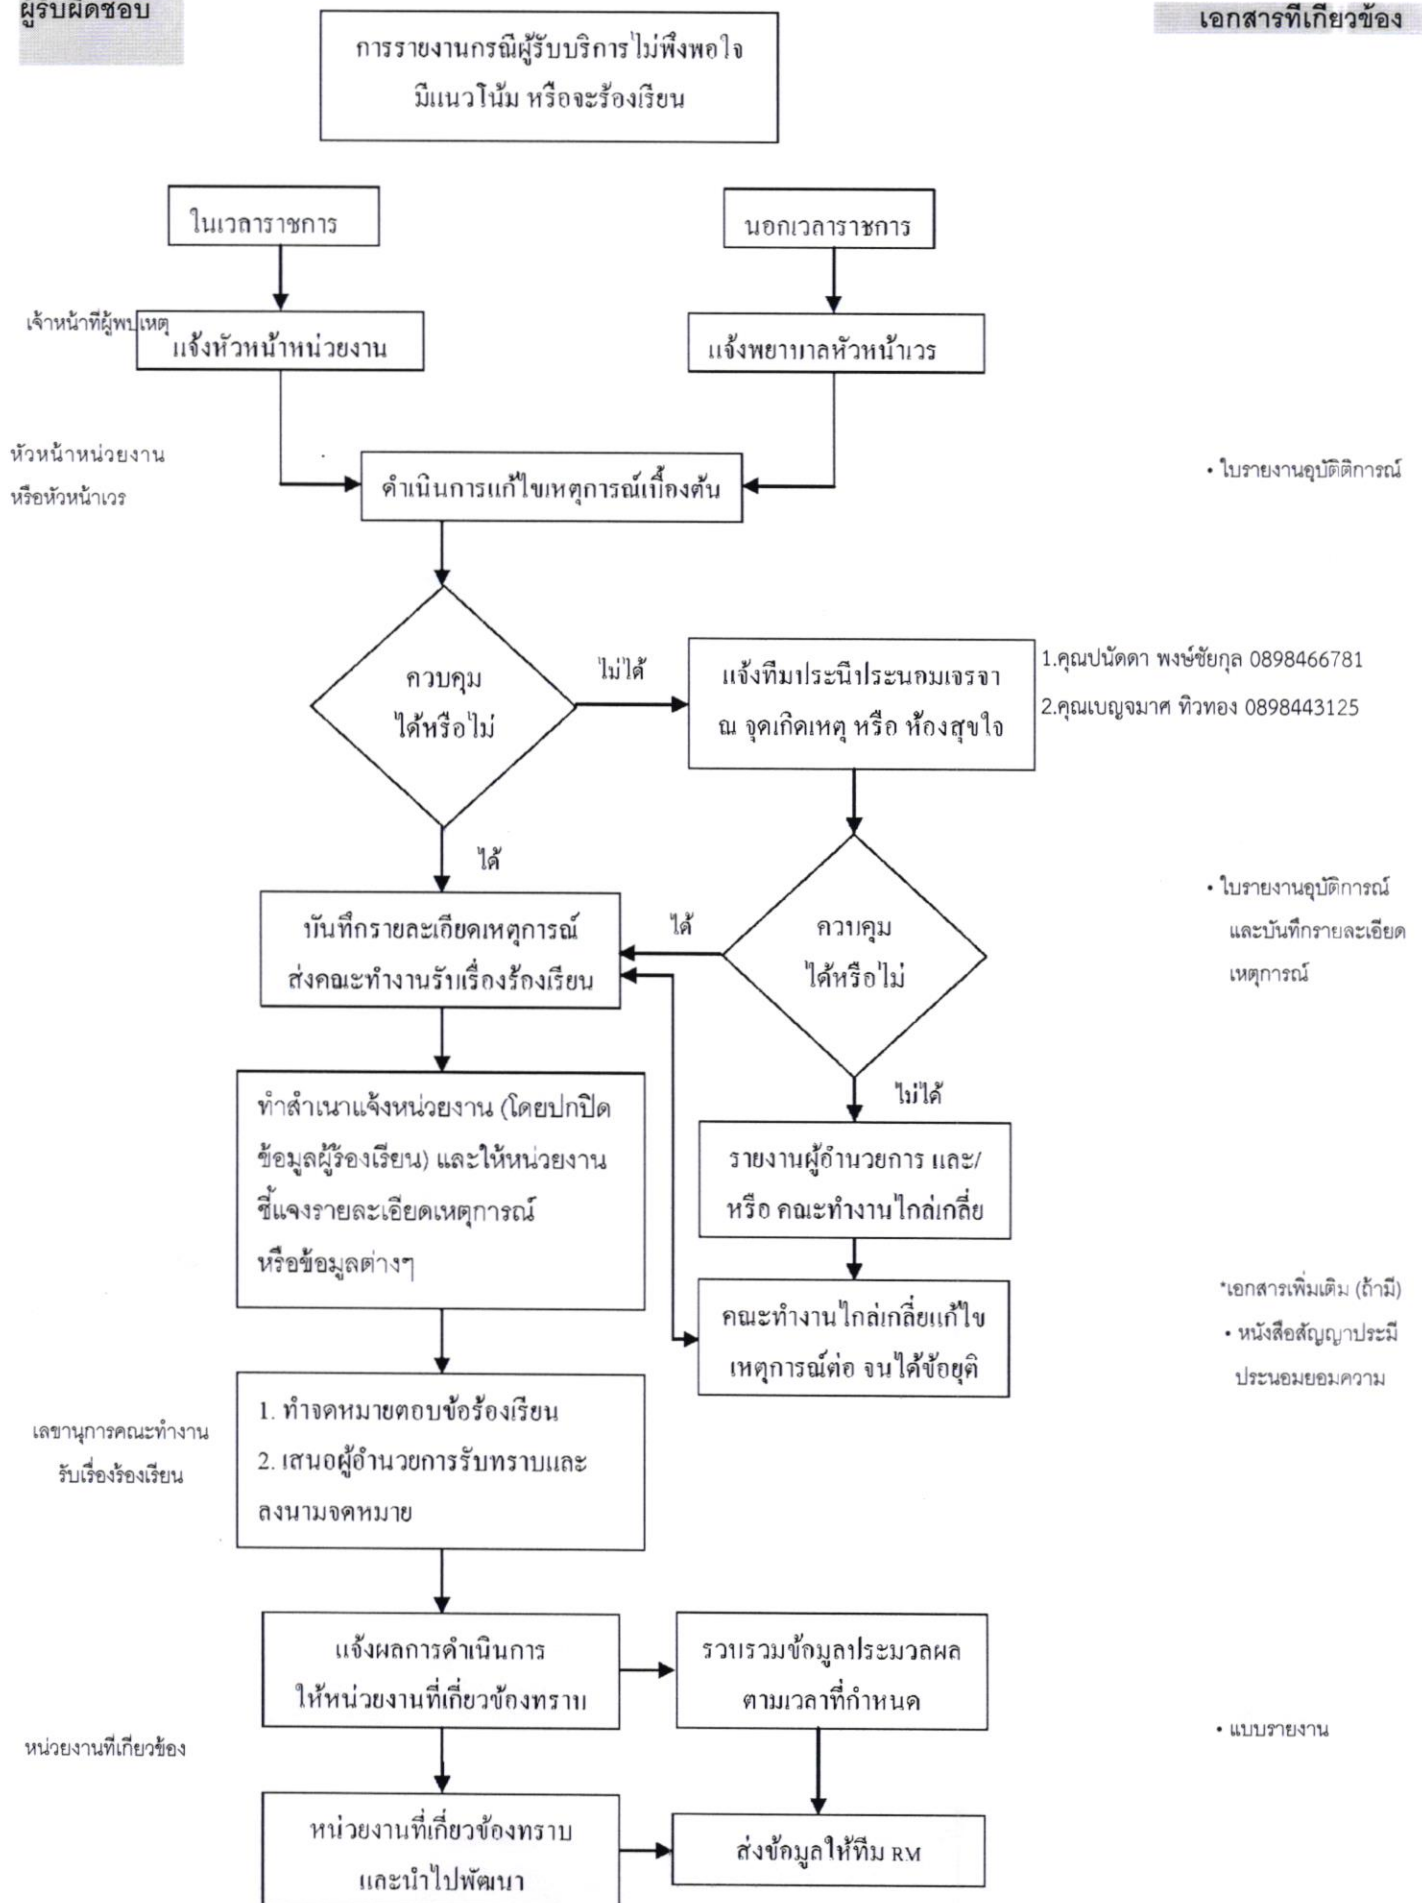 ผู้รับผิดชอบ
เอกสารที่เกี่ยวข้อง
การรายงานกรณีผู้รับบริการไม่พึงพอใจ
มีแนวโน้ม หรือจะร้องเรียน
ในเวลาราชการ
นอกเวลาราชการ
เจ้าหน้าที่ผู้พบเหตุ
แจ้งหัวหน้าหน่วยงาน
แจ้งพยาบาลหัวหน้าเวร
หัวหน้าหน่วยงาน
หรือหัวหน้าเวร
ดำเนินการแก้ไขเหตุการณ์เบื้องต้น
• ใบรายงานอุบัติติการณ์
ควบคุม
ได้หรือไม่
ไม่ได้
แจ้งทีมประนีประนอมเจรจา
ณ จุดเกิดเหตุ หรือ ห้องสุขใจ
1.คุณปนัดดา พงษ์ชัยกุล 0898466781
2.คุณเบญจมาศ ทิวทอง 0898443125
ได้
บันทึกรายละเอียดเหตุการณ์
ส่งคณะทำงานรับเรื่องร้องเรียน
ได้
ควบคุม
ได้หรือไม่
• ใบรายงานอุบัติการณ์
และบันทึกรายละเอียด
เหตุการณ์
ไม่ได้
ทำสำเนาแจ้งหน่วยงาน (โดยปกปิด
ข้อมูลผู้ร้องเรียน) และให้หน่วยงาน
ชี้แจงรายละเอียดเหตุการณ์
หรือข้อมูลต่างๆ
รายงานผู้อำนวยการ และ/
หรือ คณะทำงานไกล่เกลี่ย
คณะทำงานไกล่เกลี่ยแก้ไข
เหตุการณ์ต่อ จนได้ข้อยุติ
*เอกสารเพิ่มเติม (ถ้ามี)
• หนังสือสัญญาประมี
ประนอมยอมความ
เลขานุการคณะทำงาน
รับเรื่องร้องเรียน
1. ทำจดหมายตอบข้อร้องเรียน
2. เสนอผู้อำนวยการรับทราบและ
ลงนามจดหมาย
แจ้งผลการดำเนินการ
ให้หน่วยงานที่เกี่ยวข้องทราบ
รวบรวมข้อมูลประมวลผล
ตามเวลาที่กำหนด
หน่วยงานที่เกี่ยวข้อง
• แบบรายงาน
หน่วยงานที่เกี่ยวข้องทราบ
และนำไปพัฒนา
ส่งข้อมูลให้ทีม RM